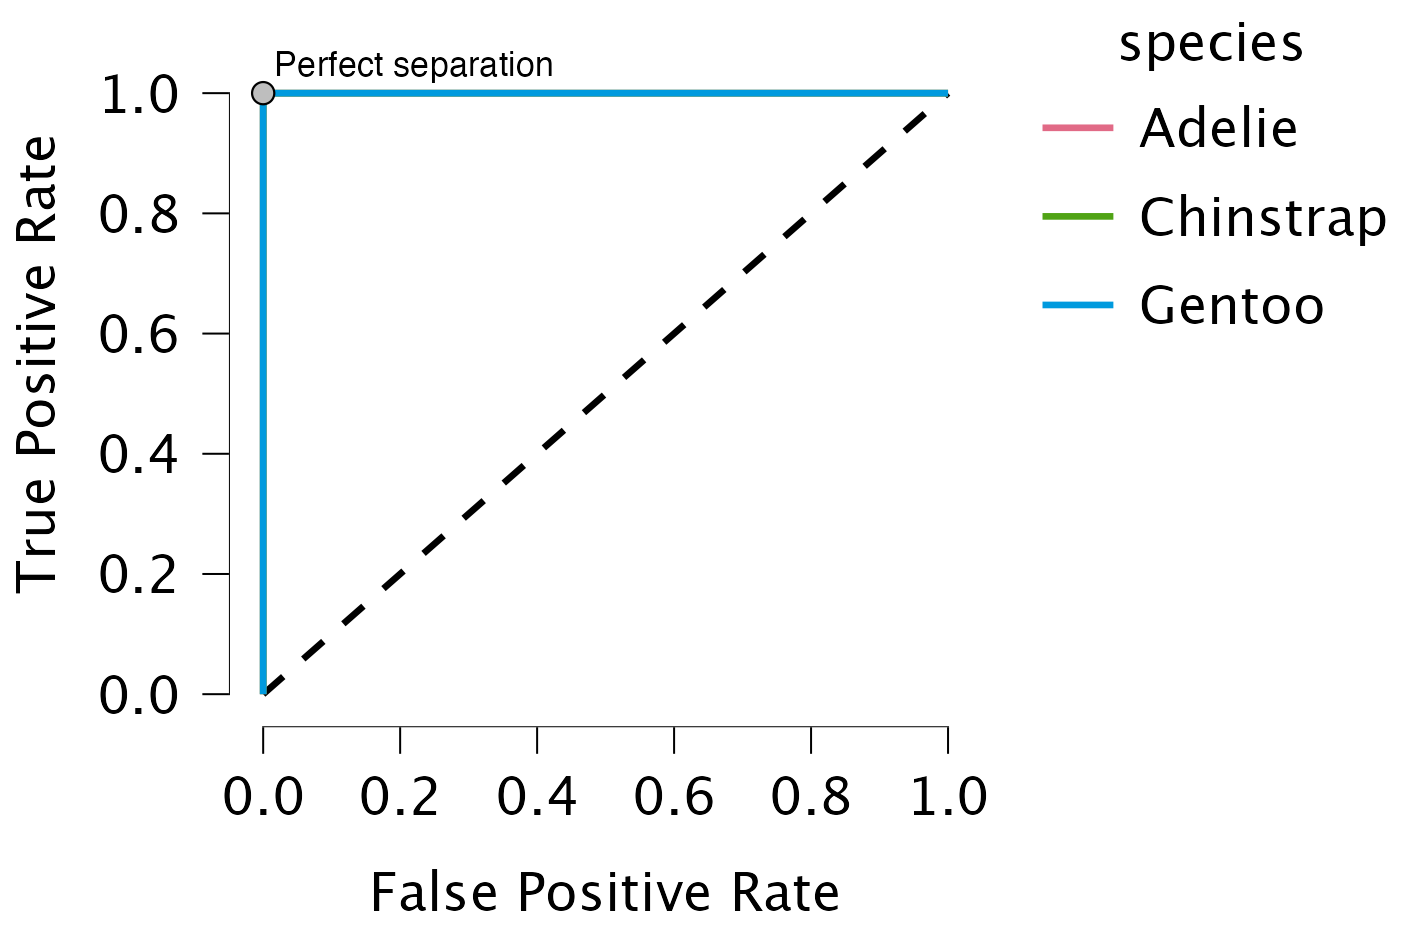 Perfect separation
species
Adelie
Chinstrap
Gentoo
True Positive Rate
1.0
0.8
0.6
0.4
0.2
0.0
0.0 0.2 0.4 0.6 0.8 1.0
False Positive Rate